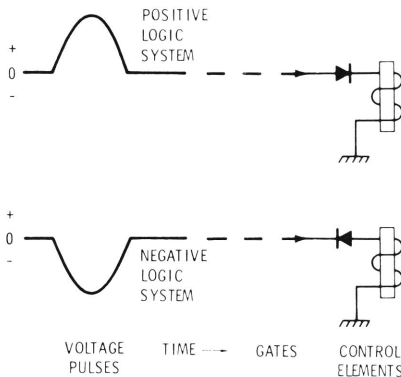 POSITIVE
LOGIC
SYSTEM
+
0
-
+
0
-
NEGATIVE
LOGIC
SYSTEM
VOLTAGE
PULSES
TIME
GATES
CONTROL
ELEMENTS